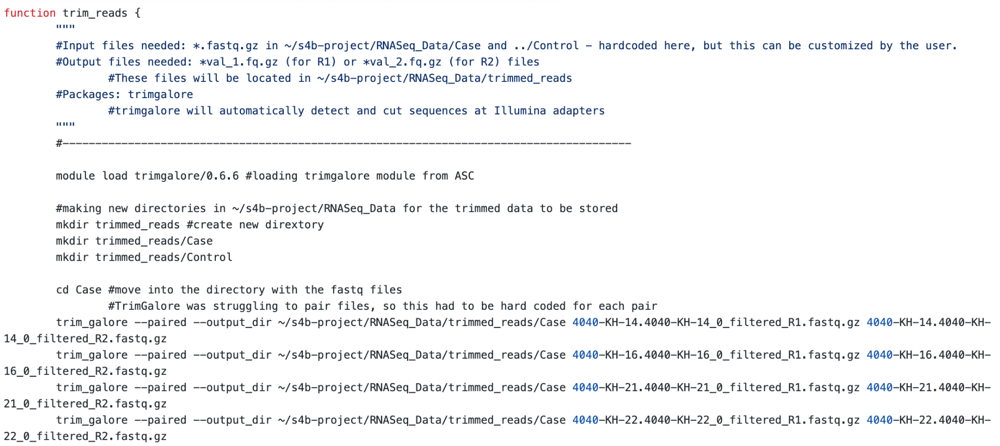 function trim_reads {
"""
#Input files needed: *.fastq.gz in ~/s4b-project/RNASeq_Data/Case and ../Control - hardcoded here, but this can be customized by the user.
#Output files needed: *val_1.fq.gz (for R1) or *val_2.fq.gz (for R2) files
#These files will be located in ~/s4b-project/RNASeq_Data/trimmed_reads
#Packages: trimgalore
#trimgalore will automatically detect and cut sequences at Illumina adapters
"""
#---------------------------------------------------------------------------------------
module load trimgalore/0.6.6 #loading trimgalore module from ASC
#making new directories in ~/s4b-project/RNASeq_Data for the trimmed data to be stored
mkdir trimmed_reads #create new dirextory
mkdir trimmed_reads/Case
mkdir trimmed_reads/Control
cd Case #move into the directory with the fastq files
#TrimGalore was struggling to pair files, so this had to be hard coded for each pair
trim_galore --paired --output_dir ~/s4b-project/RNASeq_Data/trimmed_reads/Case 4040-KH-14.4040-KH-14_0_filtered_R1.fastq.gz 4040-KH-14.4040-KH-
14_0_filtered_R2.fastq.gz
trim_galore --paired --output_dir ~/s4b-project/RNASeq_Data/trimmed_reads/Case 4040-KH-16.4040-KH-16_0_filtered_R1.fastq.gz 4040-KH-16.4040-KH-
16_0_filtered_R2.fastq.gz
trim_galore --paired --output_dir ~/s4b-project/RNASeq_Data/trimmed_reads/Case 4040-KH-21.4040-KH-21_0_filtered_R1.fastq.gz 4040-KH-21.4040-KH-
21_0_filtered_R2.fastq.gz
trim_galore --paired --output_dir ~/s4b-project/RNASeq_Data/trimmed_reads/Case 4040-KH-22.4040-KH-22_0_filtered_R1.fastq.gz 4040-KH-22.4040-KH-
22_0_filtered_R2.fastq.gz